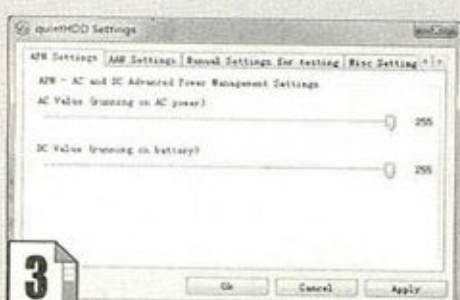 quietHDD Settings
APM Settings AAM Settings Manual Settings for testing Misc Setting
APM - AC and DC Advanced Power Management Settings
AC Value (running on AC power)
255
DC Value (running on battery)
255
3
Ok Cancel Apply